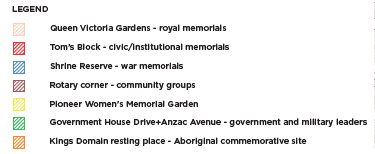 LEGEND
Queen Victoria Gardens - royal memorials
Tom's Block - civic/institutional memorials
Shrine Reserve - war memorials
Rotary corner - community groups
Pioneer Women's Memorial Garden
Government House Drive+Anzac Avenue - government and military leaders
Kings Domain resting place - Aboriginal commemorative site